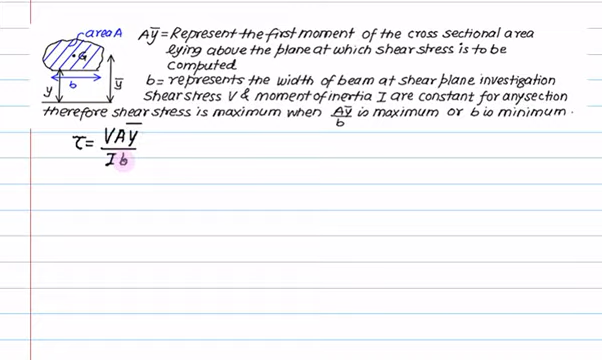 area A
Aȳ = Represent the first moment of the cross sectional area
lying above the plane at which shear stress is to be
computed
b = represents the width of beam at shear plane investigation
shear stress V & moment of inertia I are constant for any section
therefore shear stress is maximum when Aȳ/b is maximum or b is minimum.
G
y
b
ȳ
τ = VAȳ
I b